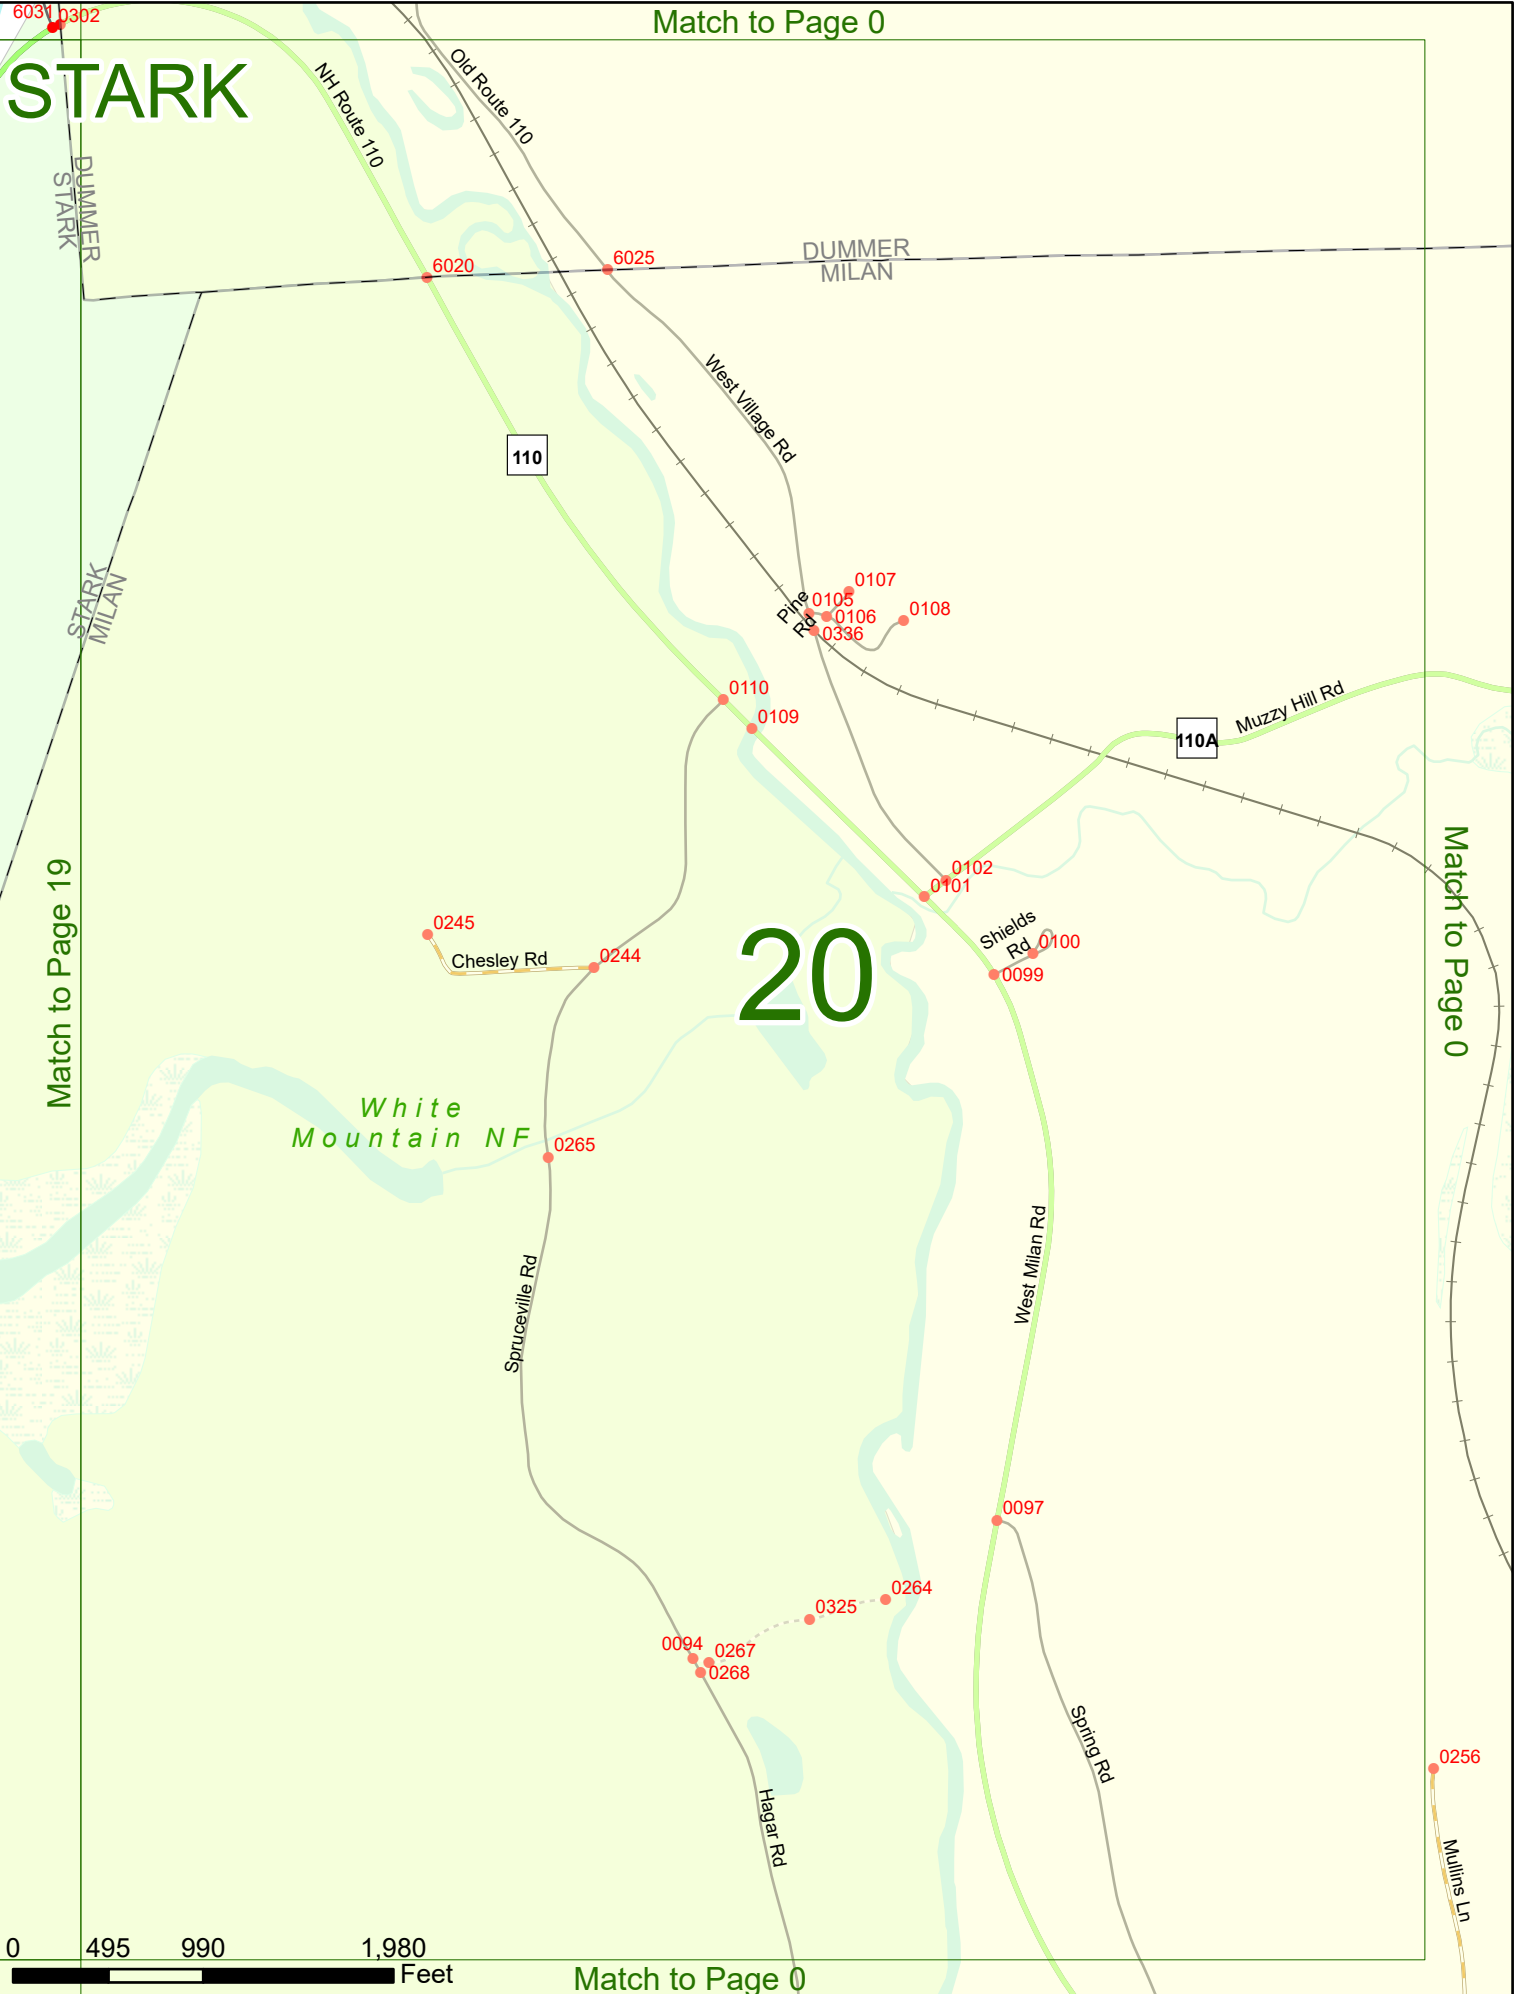 6031
0302
Match to Page 0
STARK
NH Route 110
Old Route 110
DUMMER
STARK
6020
6025
DUMMER
MILAN
West Village Rd
110
STARK
MILAN
0107
0105
0106
0108
Pine
Rd
0336
0110
0109
Muzzy Hill Rd
110A
Match to Page 19
Match to Page 0
0102
0101
0245
Chesley Rd
0244
20
Shields
Rd
0100
0099
White
Mountain NF
0265
West Milan Rd
Spruceville Rd
0097
0264
0325
0094
0267
0268
Spring Rd
0256
Hagar Rd
Mullins Ln
0 495 990 1,980
Feet
Match to Page 0